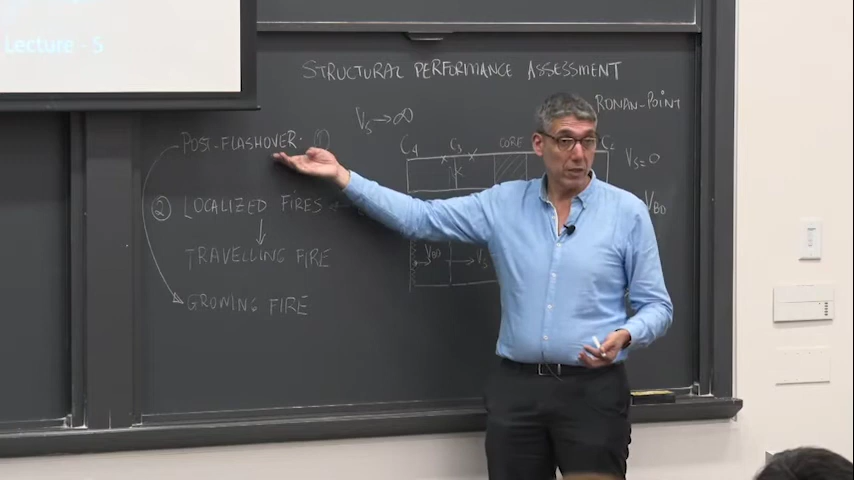 Lecture - 5
STRUCTURAL PERFORMANCE ASSESSMENT
RONAN-POINT
Vs → ∞
POST-FLASHOVER. ①
C4 C3 CORE
Vs = 0
② LOCALIZED FIRES
VBO
TRAVELLING FIRE
VBO Vs
GROWING FIRE